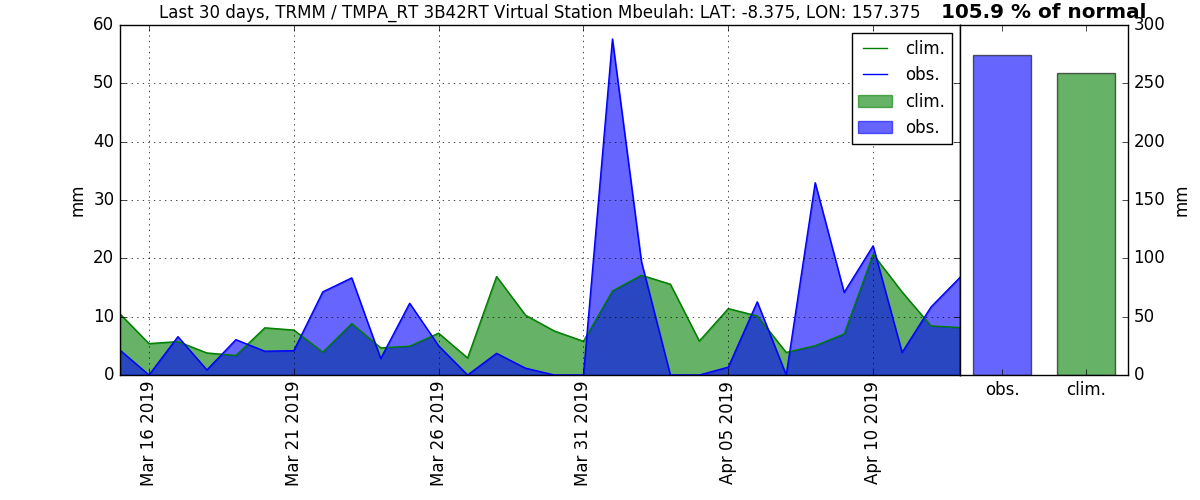 Last 30 days, TRMM / TMPA_RT 3B42RT Virtual Station Mbeulah: LAT: -8.375, LON: 157.375
105.9 % of normal
60
50
40
30
20
10
0
mm
clim.
obs.
clim.
obs.
Mar 16 2019
Mar 21 2019
Mar 26 2019
Mar 31 2019
Apr 05 2019
Apr 10 2019
300
250
200
150
100
50
0
mm
obs.
clim.